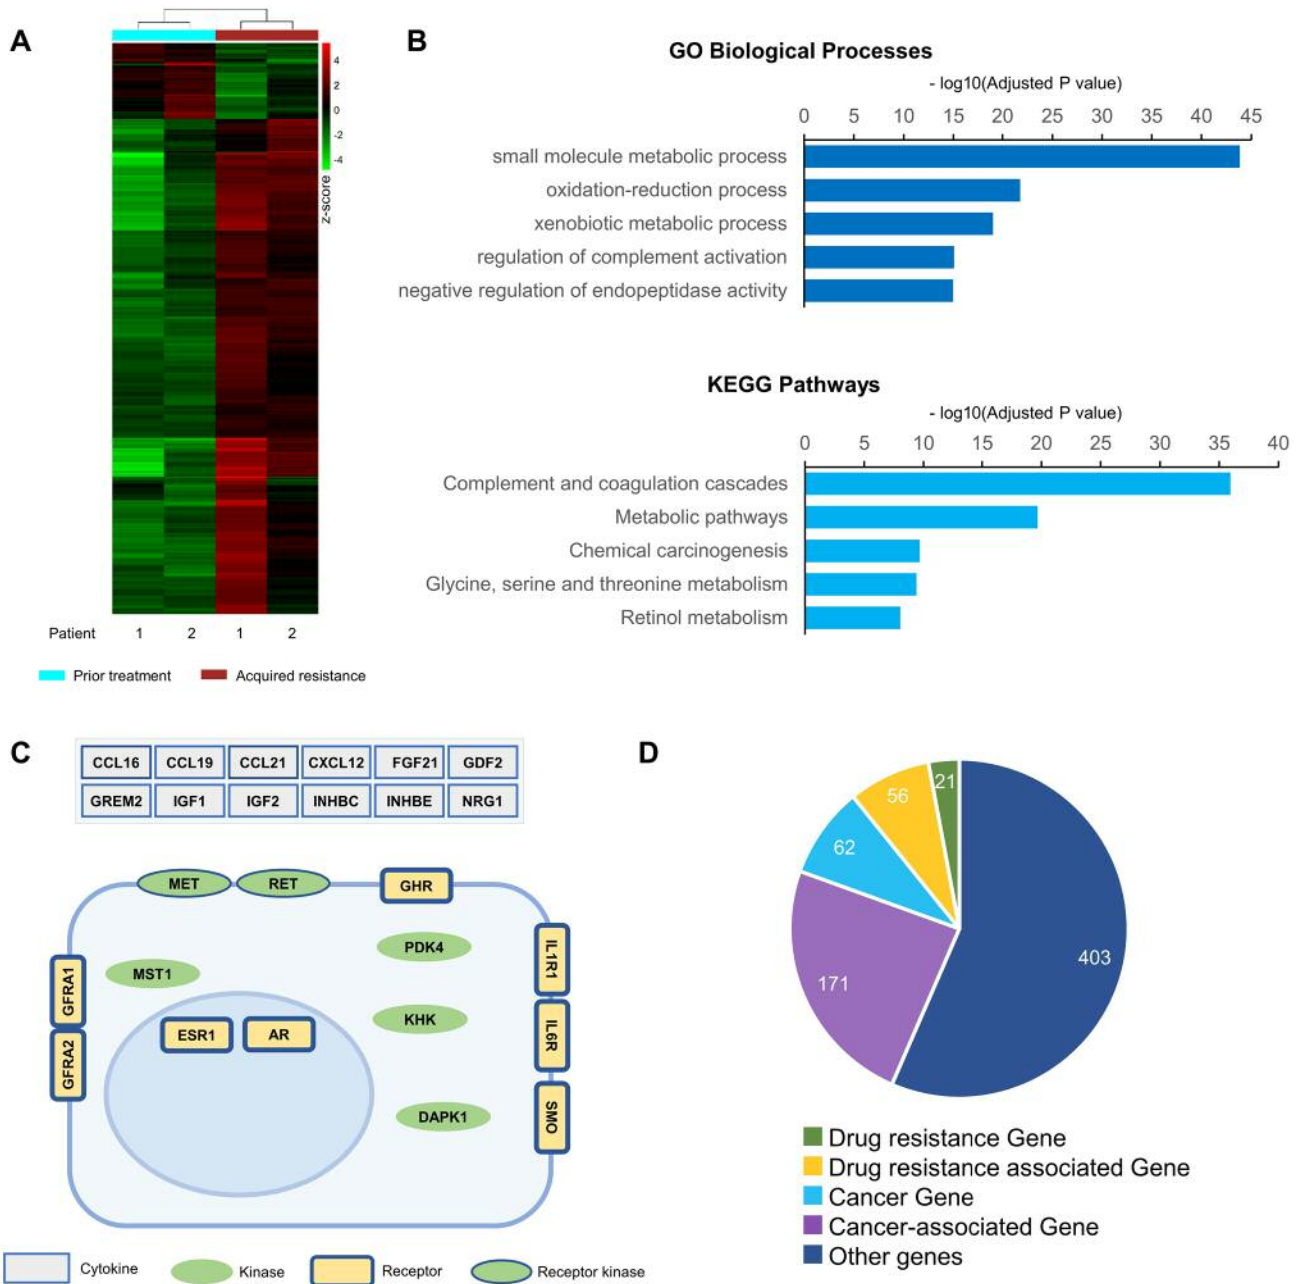 A
4
2
0
-2
-4
z-score
Patient 1 2 1 2
Prior treatment Acquired resistance
B
GO Biological Processes
- log10(Adjusted P value)
0 5 10 15 20 25 30 35 40 45
small molecule metabolic process
oxidation-reduction process
xenobiotic metabolic process
regulation of complement activation
negative regulation of endopeptidase activity
KEGG Pathways
- log10(Adjusted P value)
0 5 10 15 20 25 30 35 40
Complement and coagulation cascades
Metabolic pathways
Chemical carcinogenesis
Glycine, serine and threonine metabolism
Retinol metabolism
C
CCL16 CCL19 CCL21 CXCL12 FGF21 GDF2
GREM2 IGF1 IGF2 INHBC INHBE NRG1
MET RET GHR
PDK4
IL1R1
MST1
GFRA1
KHK
IL6R
ESR1 AR
GFRA2
DAPK1
SMO
Cytokine Kinase Receptor Receptor kinase
D
21
56
62
171
403
Drug resistance Gene
Drug resistance associated Gene
Cancer Gene
Cancer-associated Gene
Other genes